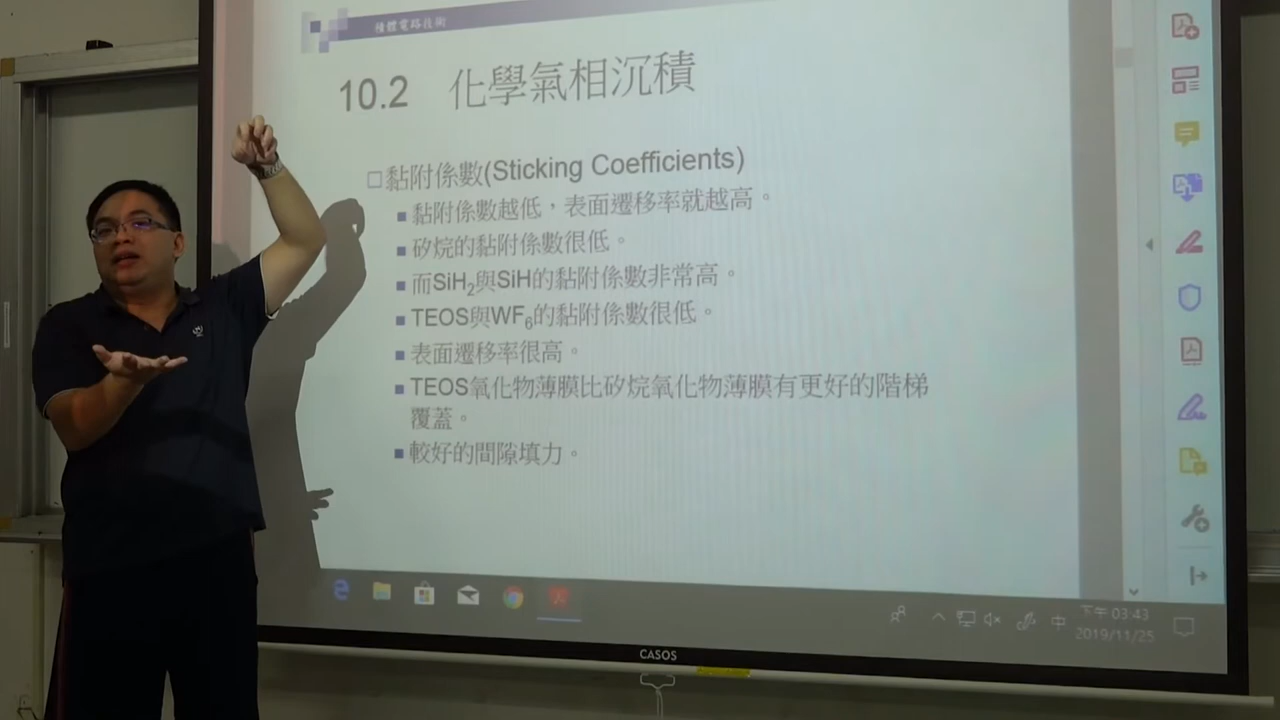 積體電路技術
10.2 化學氣相沉積
黏附係數(Sticking Coefficients)
黏附係數越低，表面遷移率就越高。
矽烷的黏附係數很低。
而SiH₂與SiH的黏附係數非常高。
TEOS與WF₆的黏附係數很低。
表面遷移率很高。
TEOS氧化物薄膜比矽烷氧化物薄膜有更好的階梯
覆蓋。
較好的間隙填力。
中
下午 03:43
2019/11/25
CASOS